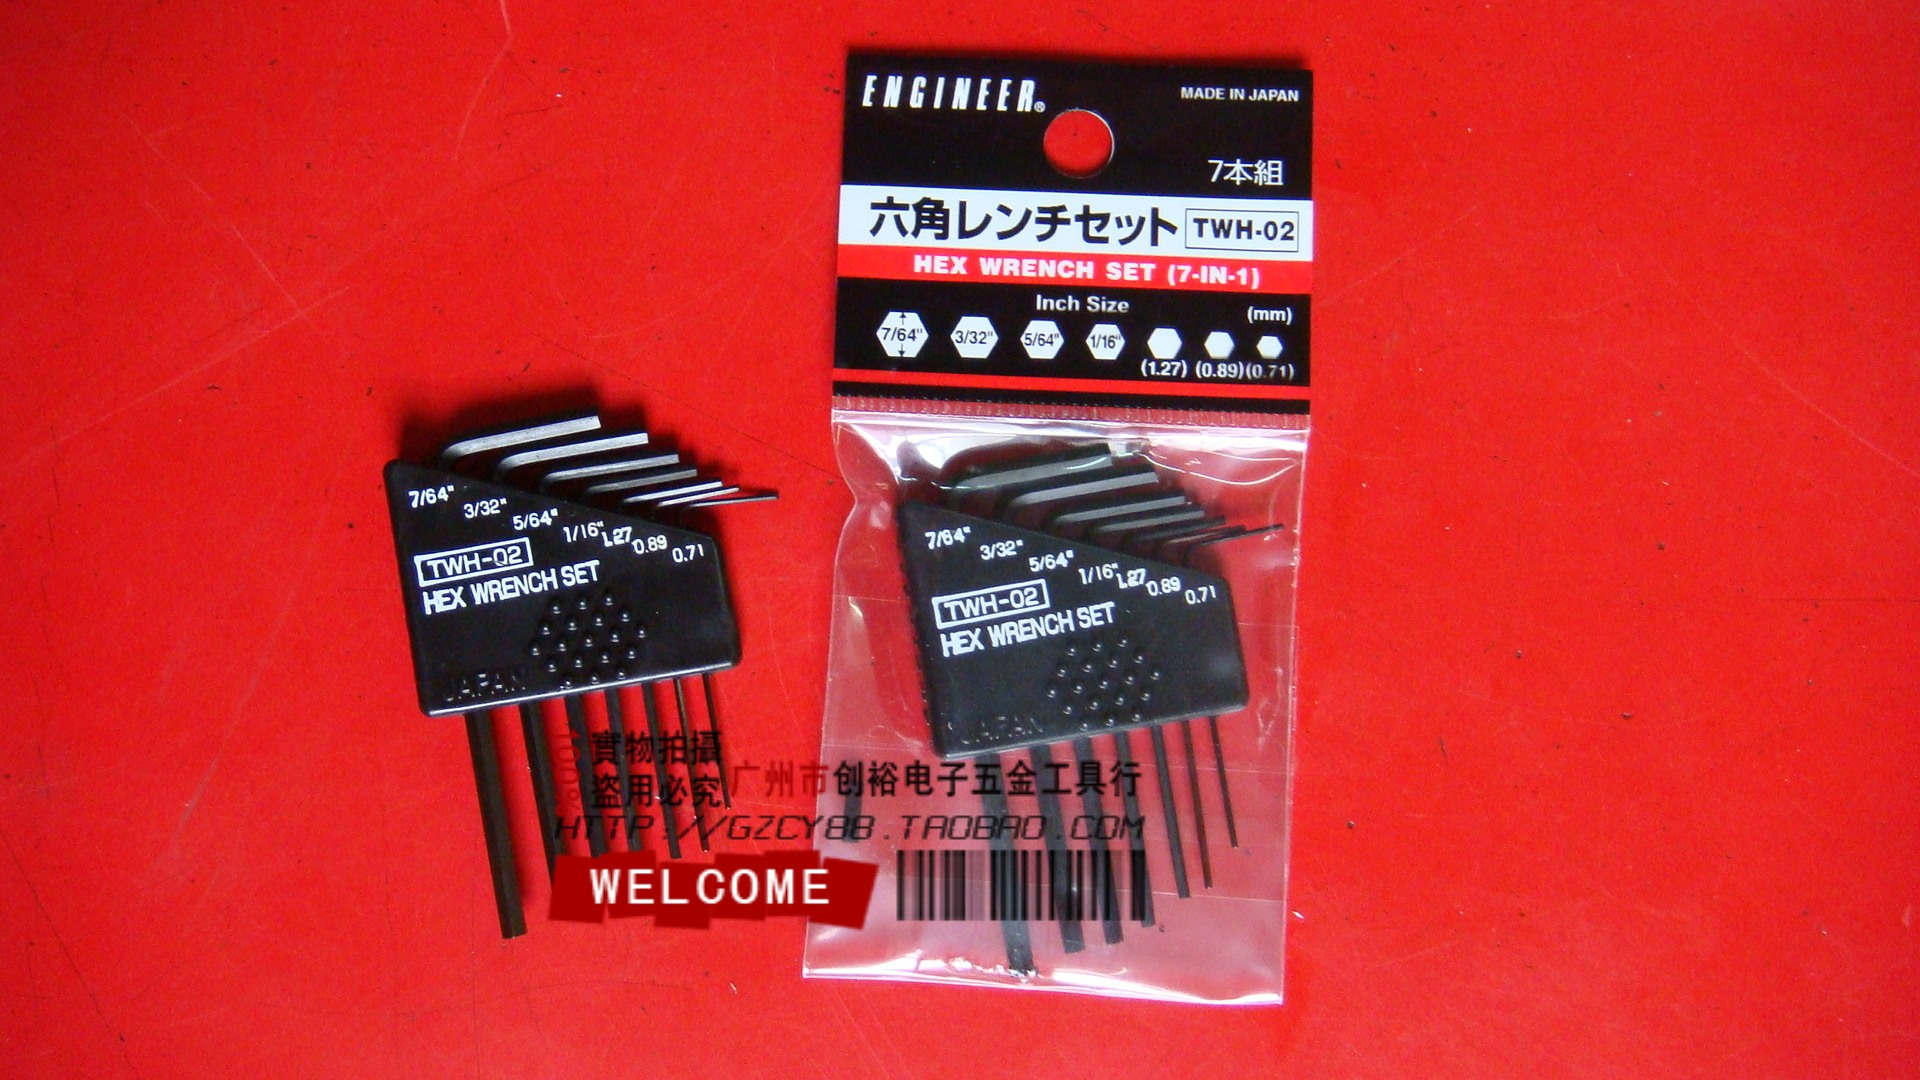 ENGINEER®
MADE IN JAPAN
7本組
六角レンチセット TWH-02
HEX WRENCH SET (7-IN-1)
Inch Size
(mm)
7/64" 3/32" 5/64" 1/16"
(1.27) (0.89) (0.71)
7/64" 3/32" 5/64" 1/16" 1.27 0.89 0.71
TWH-02
HEX WRENCH SET
JAPAN
7/64" 3/32" 5/64" 1/16" 1.27 0.89 0.71
TWH-02
HEX WRENCH SET
JAPAN
100%
實物拍攝
盜用必究
广州市创裕电子五金工具行
HTTP://GZCY88.TAOBAO.COM
WELCOME